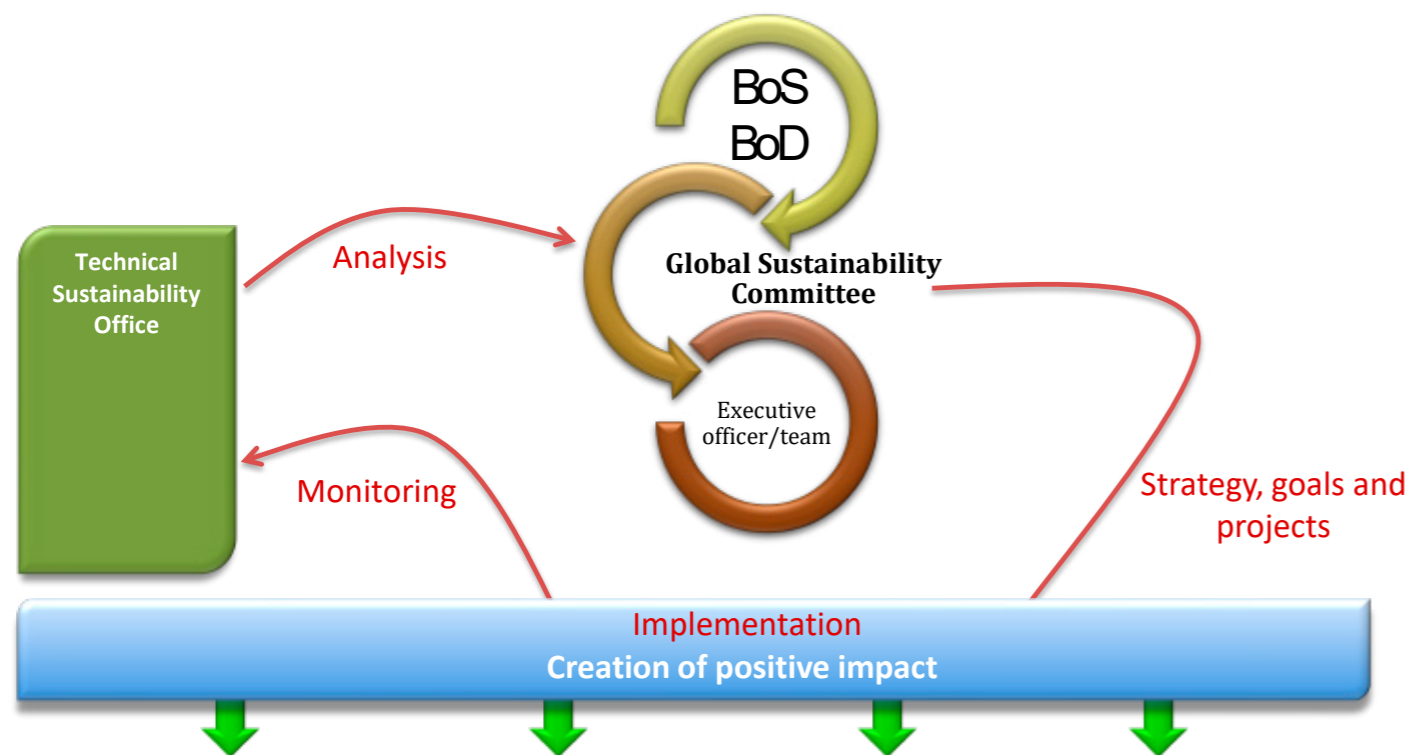 BoS
BoD
Technical
Sustainability
Office
Analysis
Global Sustainability
Committee
Executive
officer/team
Monitoring
Strategy, goals and
projects
Implementation
Creation of positive impact